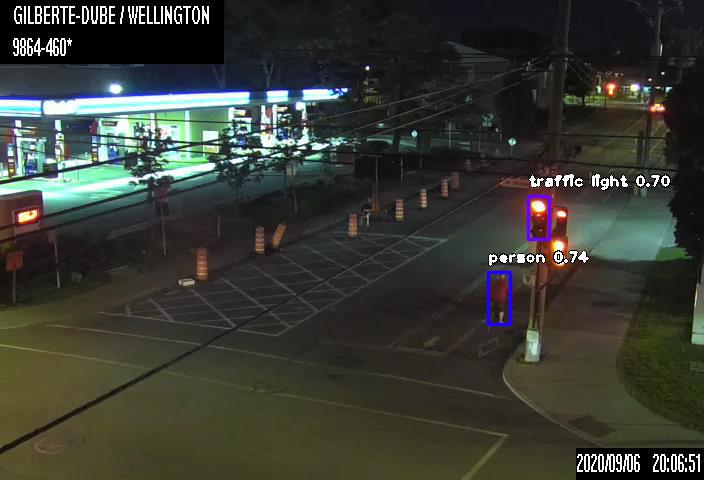 GILBERTE-DUBE / WELLINGTON
9864-460*
traffic light 0.70
person 0.74
2020/09/06 20:06:51